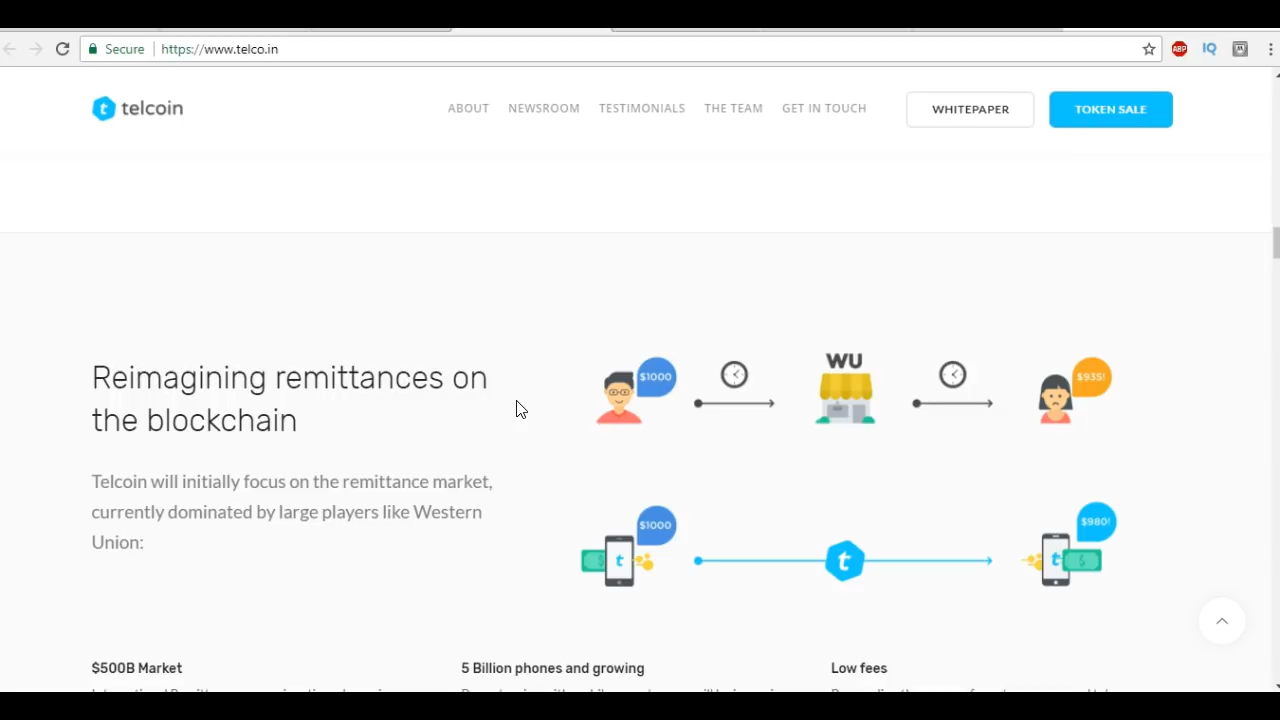 Secure https://www.telco.in ABP IQ
telcoin ABOUT NEWSROOM TESTIMONIALS THE TEAM GET IN TOUCH WHITEPAPER TOKEN SALE
WU
$1000 $935!
Reimagining remittances on
the blockchain
Telcoin will initially focus on the remittance market,
currently dominated by large players like Western
Union:
$1000 $980!
$500B Market 5 Billion phones and growing Low fees